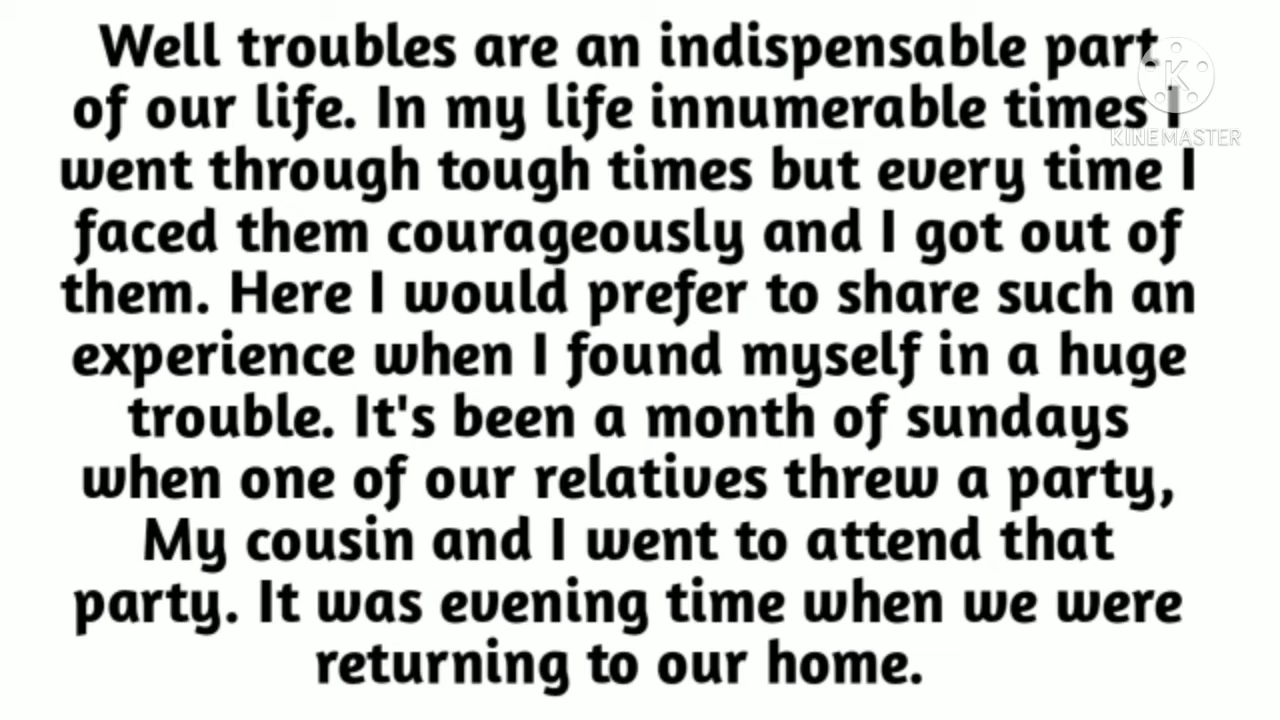 Well troubles are an indispensable part
of our life. In my life innumerable times I
went through tough times but every time I
faced them courageously and I got out of
them. Here I would prefer to share such an
experience when I found myself in a huge
trouble. It's been a month of sundays
when one of our relatives threw a party,
My cousin and I went to attend that
party. It was evening time when we were
returning to our home.
K
KINEMASTER